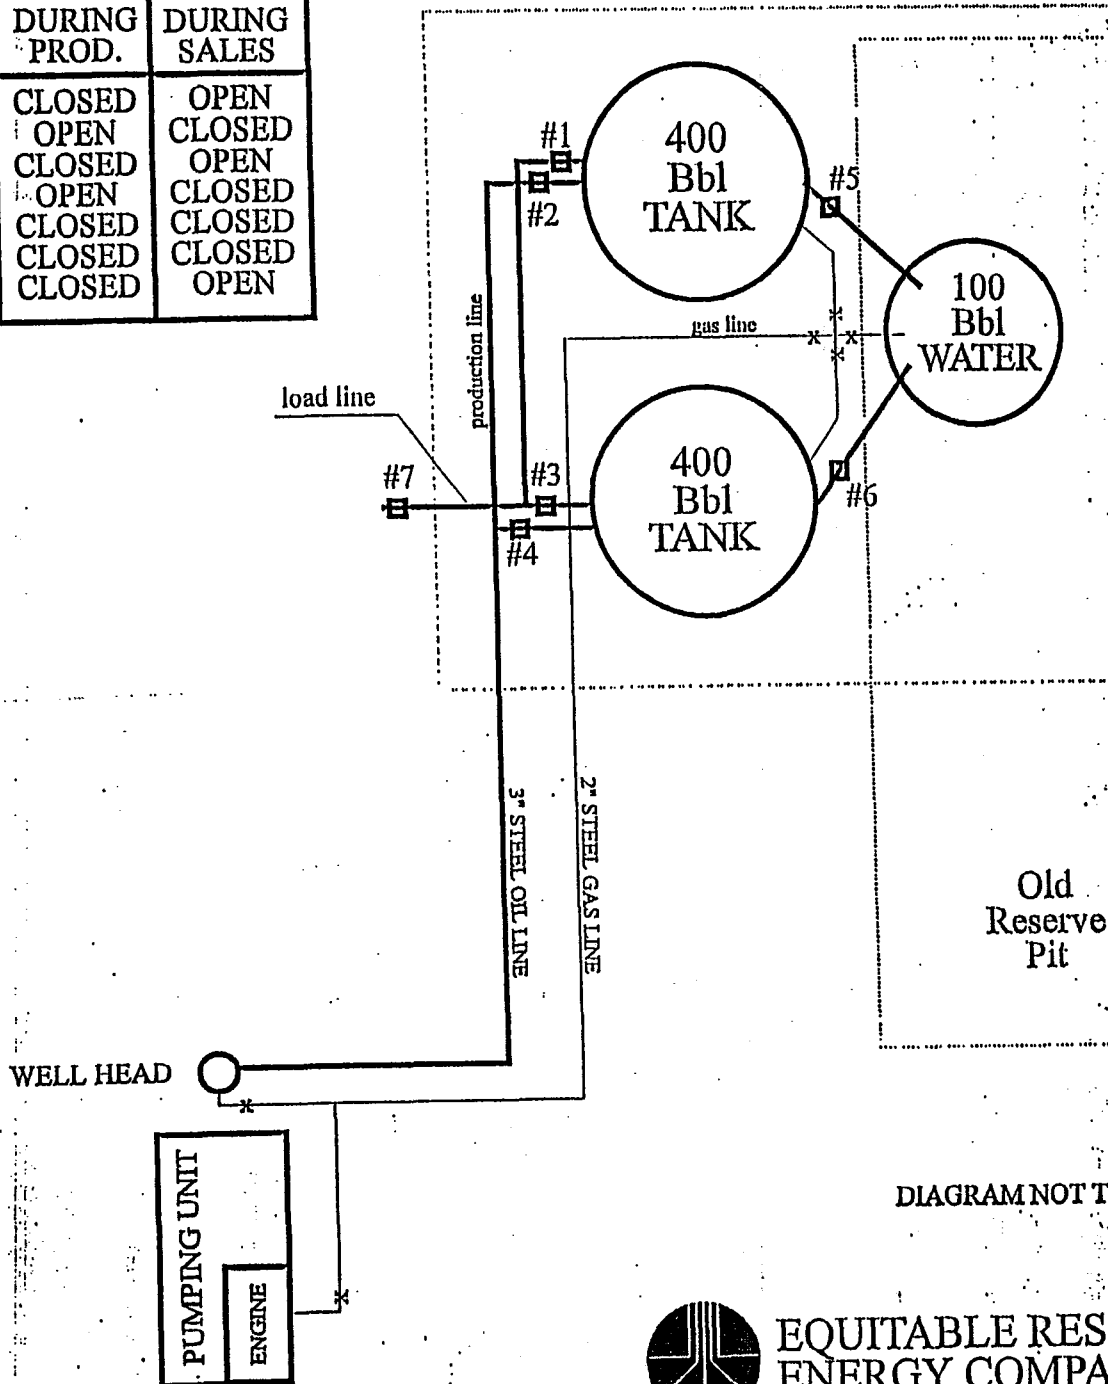 DURING DURING
PROD. SALES
CLOSED OPEN
OPEN CLOSED
CLOSED OPEN
OPEN CLOSED
CLOSED CLOSED
CLOSED CLOSED
CLOSED OPEN
#1
#2
400
Bbl
TANK
#5
100
Bbl
WATER
production line
gas line
load line
#7
#3
#4
400
Bbl
TANK
#6
3" STEEL OIL LINE
2" STEEL GAS LINE
Old
Reserve
Pit
WELL HEAD
PUMPING UNIT
ENGINE
DIAGRAM NOT T
EQUITABLE RES
ENERGY COMPA